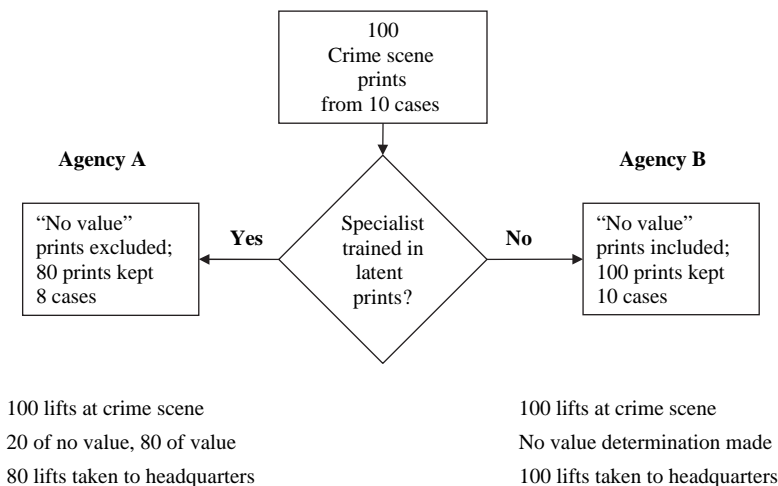 100
Crime scene
prints
from 10 cases
Agency A
Agency B
“No value”
prints excluded;
80 prints kept
8 cases
Yes
Specialist
trained in
latent
prints?
No
“No value”
prints included;
100 prints kept
10 cases
100 lifts at crime scene
20 of no value, 80 of value
80 lifts taken to headquarters
100 lifts at crime scene
No value determination made
100 lifts taken to headquarters